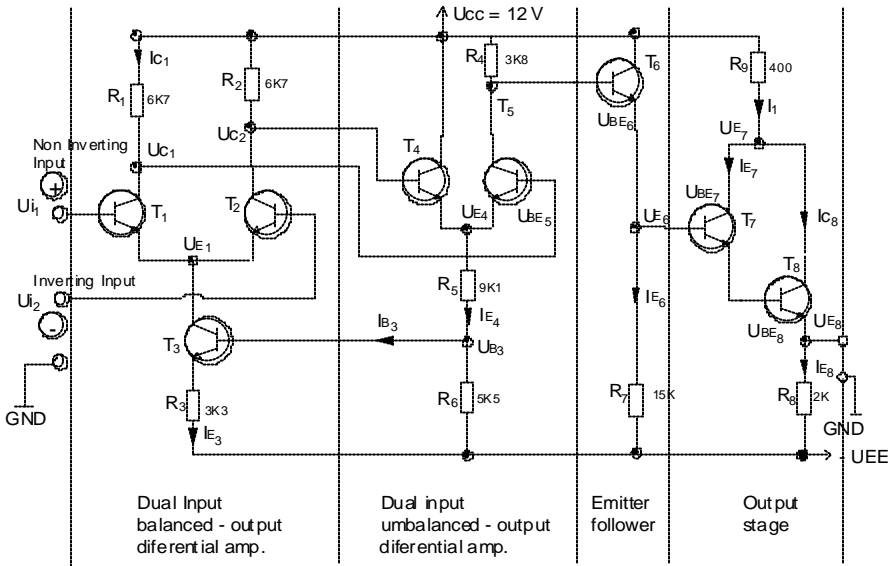 Ucc = 12 V
Ic1
R1
6K7
R2
6K7
R4
3K8
T5
T6
UBE6
R9
400
I1
Non Inverting
Input
Uc1
Uc2
T4
UE7
IE7
Ui1
T1
T2
UE4
UBE5
UBE7
T7
Ic8
UE1
UE6
Inverting Input
Ui2
R5
9K1
IE4
IE6
T8
UBE8
UE8
T3
IB3
UB3
R3
3K3
IE3
R6
5K5
R7
15K
IE8
R8
2K
GND
GND
- UEE
Dual Input
balanced - output
diferential amp.
Dual input
umbalanced - output
diferential amp.
Emitter
follower
Output
stage